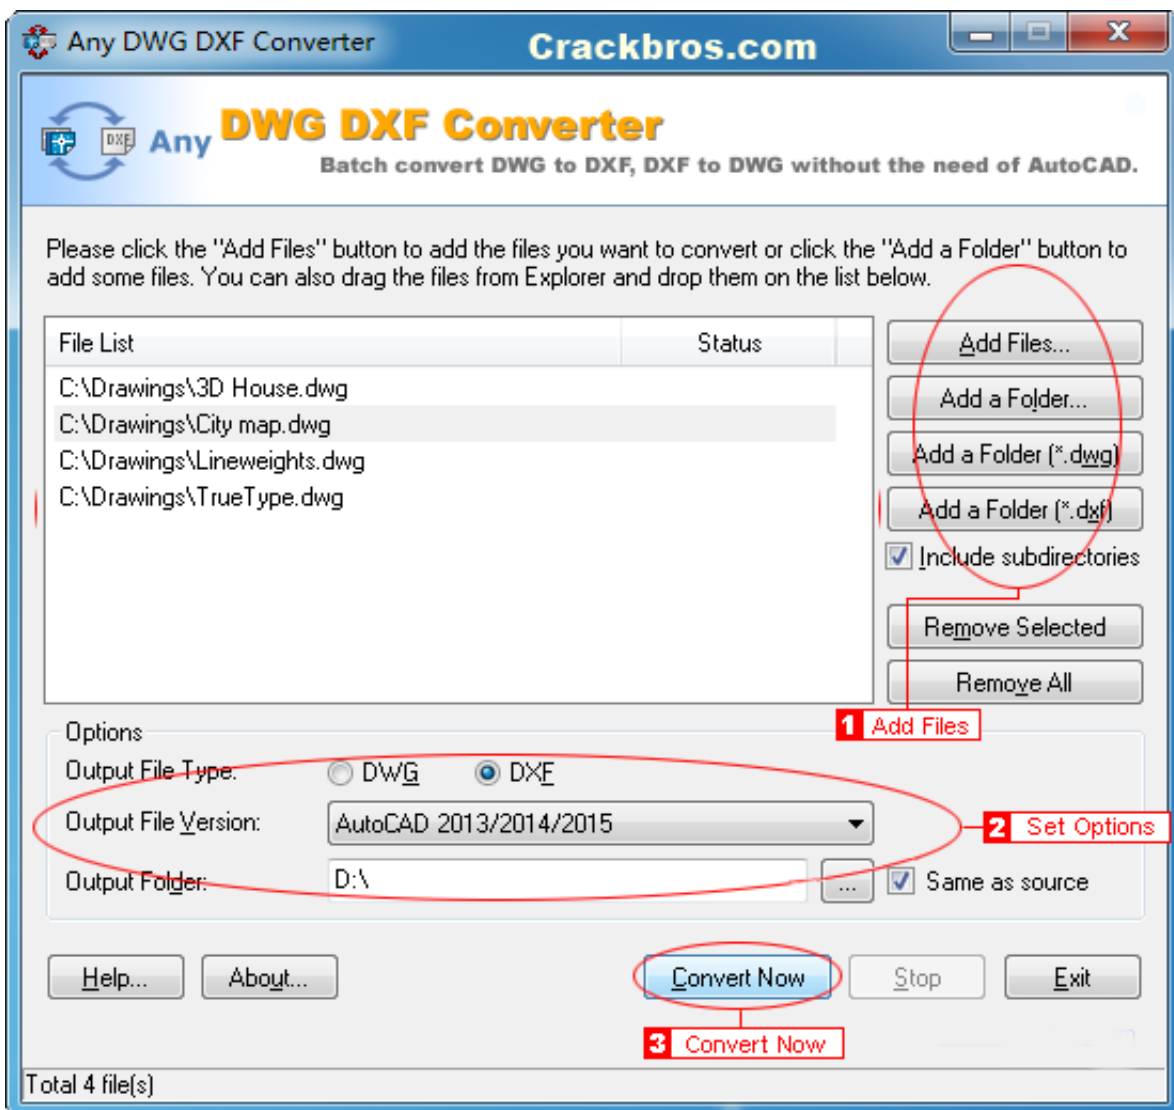 Any DWG DXF Converter
Crackbros.com
DXF
Any DWG DXF Converter
Batch convert DWG to DXF, DXF to DWG without the need of AutoCAD.
Please click the "Add Files" button to add the files you want to convert or click the "Add a Folder" button to
add some files. You can also drag the files from Explorer and drop them on the list below.
File List Status
C:\Drawings\3D House.dwg
C:\Drawings\City map.dwg
C:\Drawings\Lineweights.dwg
C:\Drawings\TrueType.dwg
Add Files...
Add a Folder...
Add a Folder (*.dwg)
Add a Folder (*.dxf)
Include subdirectories
Remove Selected
Remove All
1 Add Files
Options
Output File Type: DWG DXF
Output File Version: AutoCAD 2013/2014/2015
2 Set Options
Output Folder: D:\ ... Same as source
Help... About... Convert Now Stop Exit
3 Convert Now
Total 4 file(s)